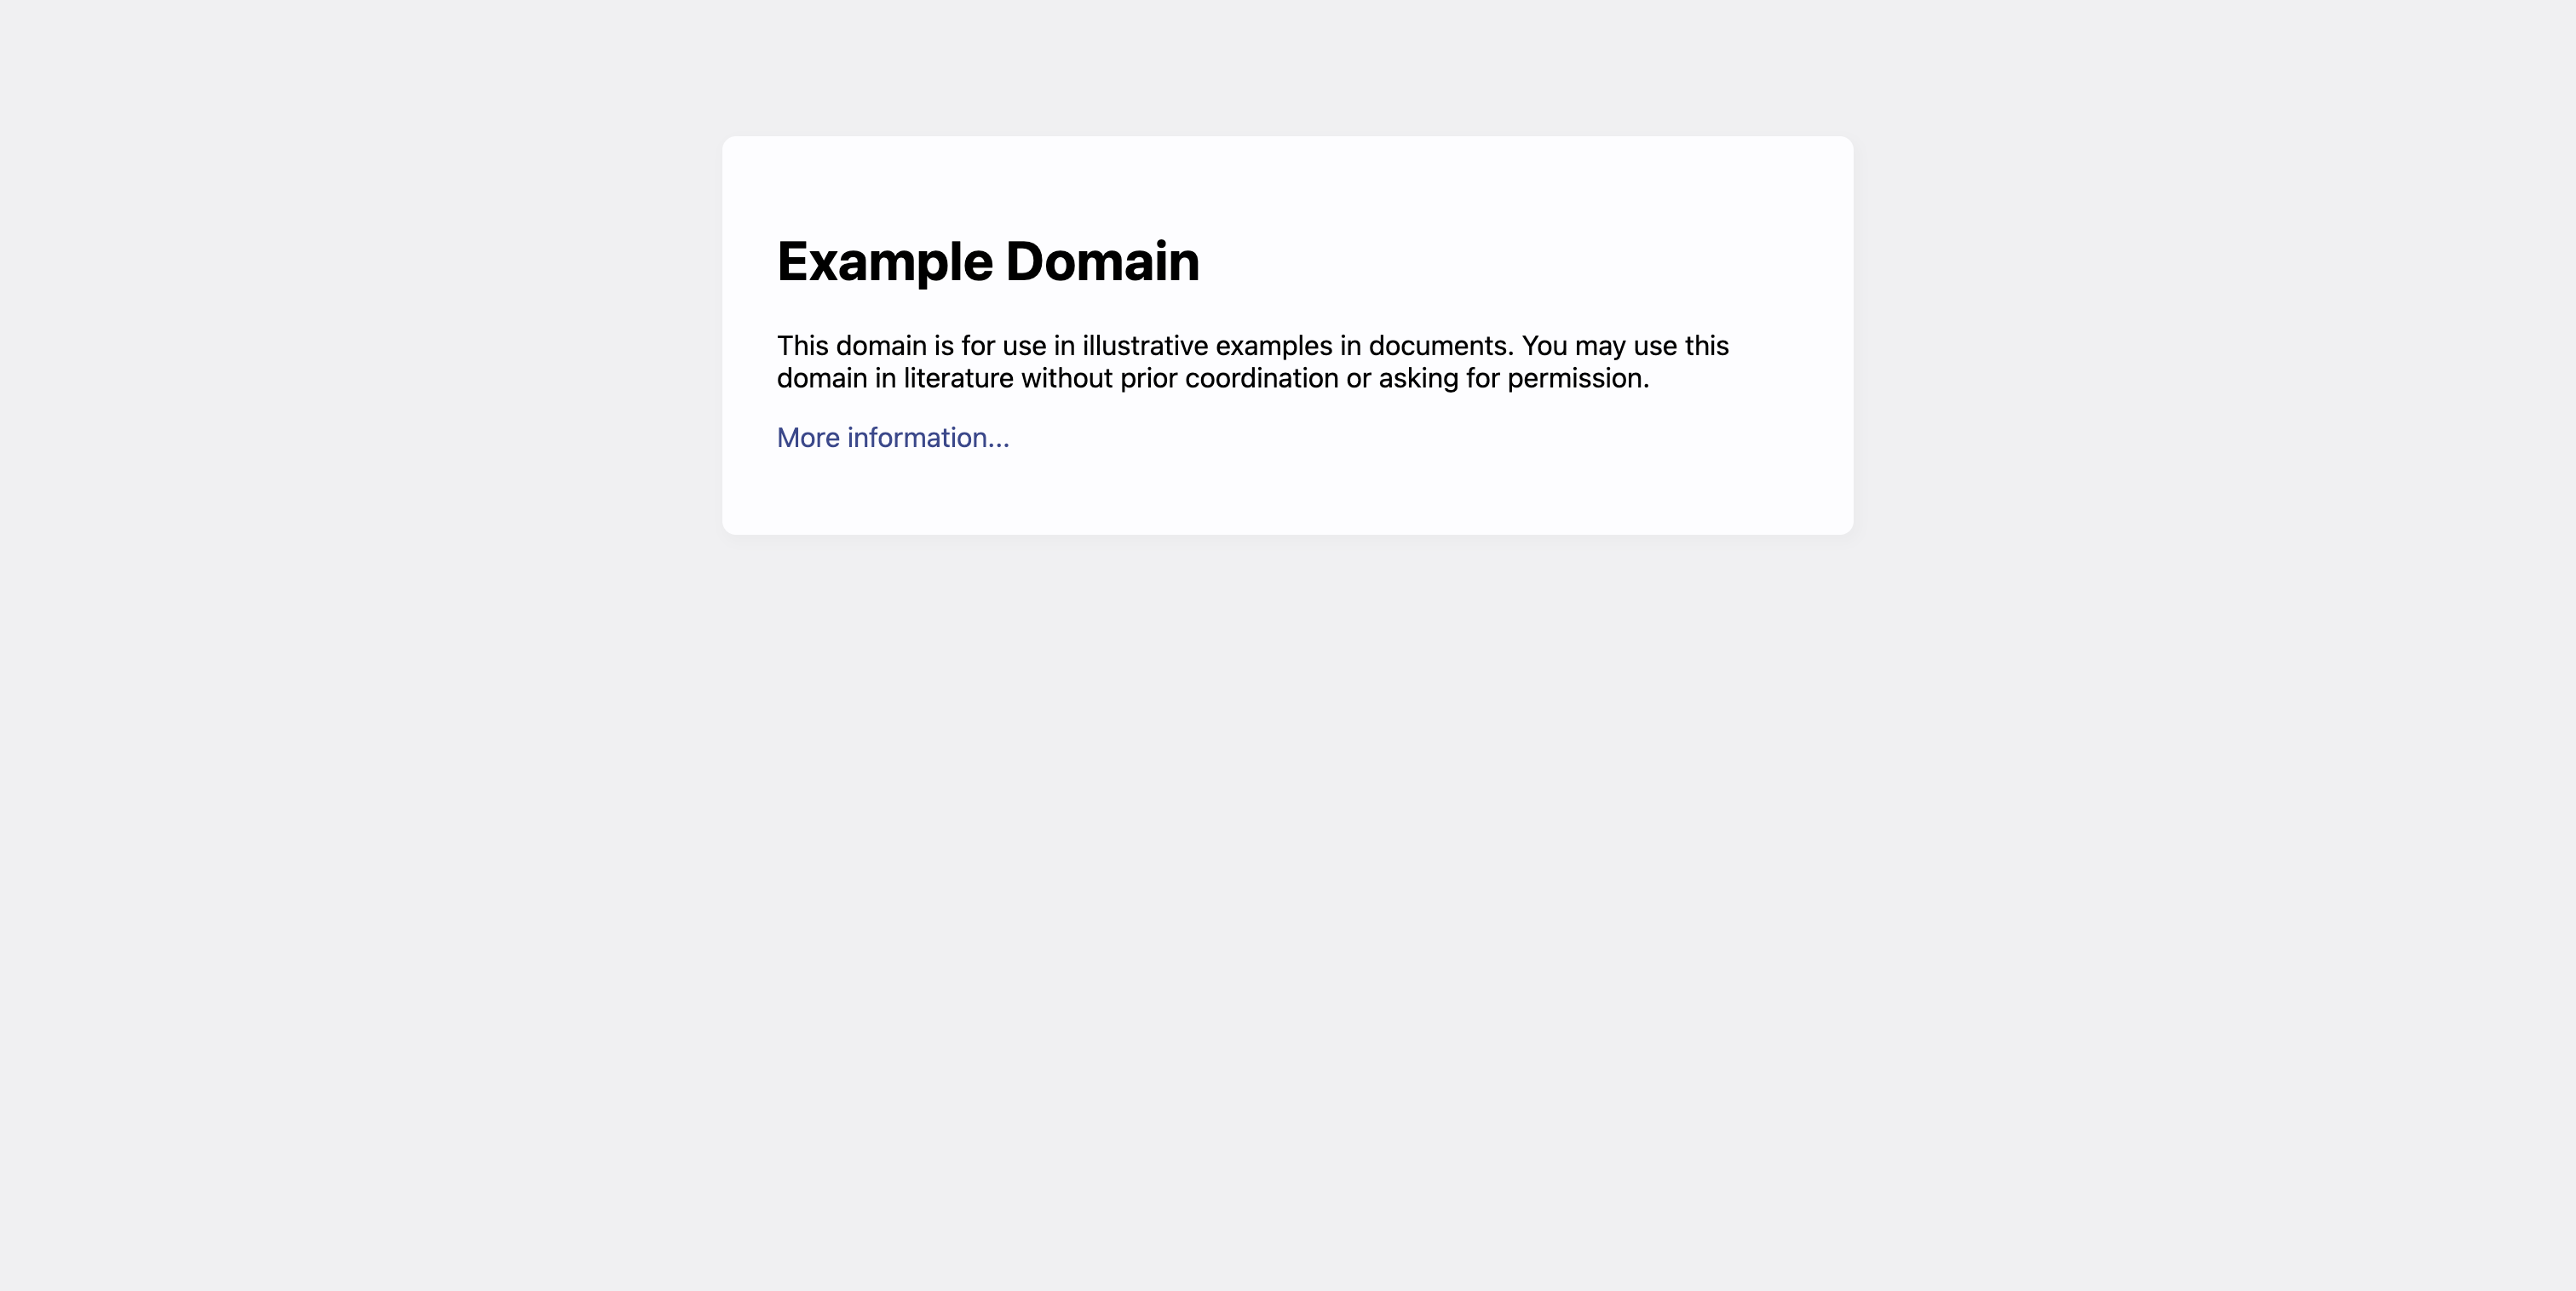 Example Domain
This domain is for use in illustrative examples in documents. You may use this
domain in literature without prior coordination or asking for permission.
More information...